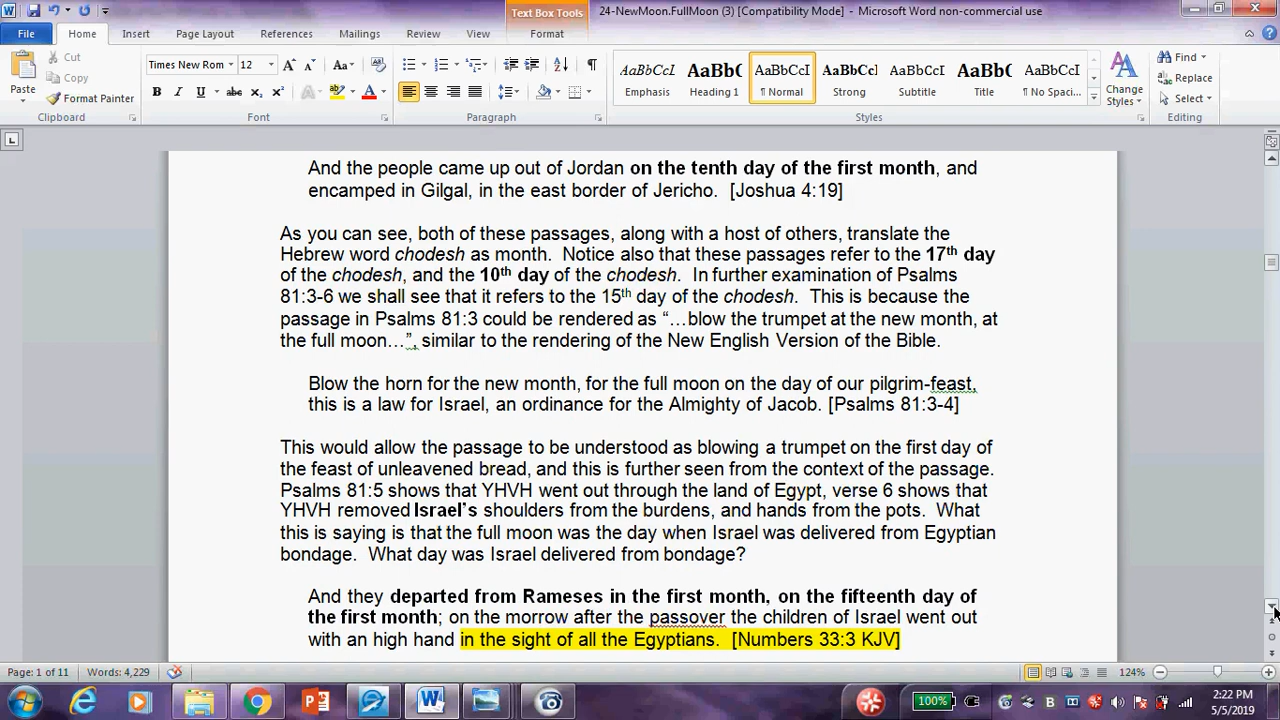 Text Box Tools
24-NewMoon.FullMoon (3) [Compatibility Mode] - Microsoft Word non-commercial use
File Home Insert Page Layout References Mailings Review View Format
Paste
Cut
Copy
Format Painter
Clipboard
Times New Rom 12
Font
Paragraph
AaBbCcI AaBb( AaBbCcI AaBbCcI AaBbCcI AaBb( AaBbCcI
Emphasis Heading 1 ¶ Normal Strong Subtitle Title ¶ No Spaci...
Change Styles
Styles
Find
Replace
Select
Editing
And the people came up out of Jordan on the tenth day of the first month, and
encamped in Gilgal, in the east border of Jericho. [Joshua 4:19]
As you can see, both of these passages, along with a host of others, translate the
Hebrew word chodesh as month. Notice also that these passages refer to the 17th day
of the chodesh, and the 10th day of the chodesh. In further examination of Psalms
81:3-6 we shall see that it refers to the 15th day of the chodesh. This is because the
passage in Psalms 81:3 could be rendered as “…blow the trumpet at the new month, at
the full moon…”, similar to the rendering of the New English Version of the Bible.
Blow the horn for the new month, for the full moon on the day of our pilgrim-feast,
this is a law for Israel, an ordinance for the Almighty of Jacob. [Psalms 81:3-4]
This would allow the passage to be understood as blowing a trumpet on the first day of
the feast of unleavened bread, and this is further seen from the context of the passage.
Psalms 81:5 shows that YHVH went out through the land of Egypt, verse 6 shows that
YHVH removed Israel’s shoulders from the burdens, and hands from the pots. What
this is saying is that the full moon was the day when Israel was delivered from Egyptian
bondage. What day was Israel delivered from bondage?
And they departed from Rameses in the first month, on the fifteenth day of
the first month; on the morrow after the passover the children of Israel went out
with an high hand in the sight of all the Egyptians. [Numbers 33:3 KJV]
Page: 1 of 11 Words: 4,229 124%
100%
2:22 PM
5/5/2019